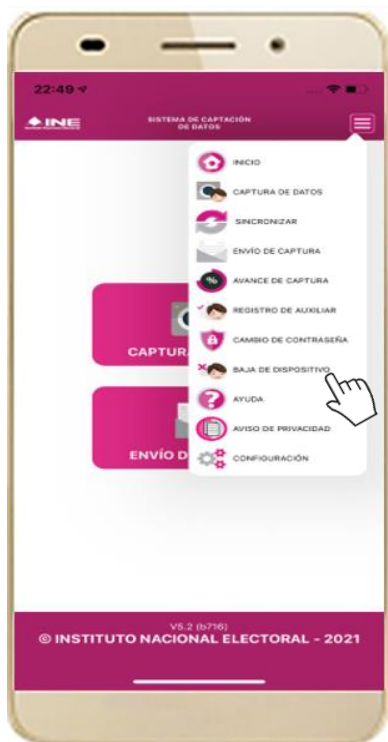 22:49
INE
SISTEMA DE CAPTACIÓN
DE DATOS
INICIO
CAPTURA DE DATOS
SINCRONIZAR
ENVÍO DE CAPTURA
%
AVANCE DE CAPTURA
REGISTRO DE AUXILIAR
CAMBIO DE CONTRASEÑA
BAJA DE DISPOSITIVO
?
AYUDA
AVISO DE PRIVACIDAD
CONFIGURACIÓN
CAPTUR
ENVÍO D
V5.2 (b716)
© INSTITUTO NACIONAL ELECTORAL - 2021